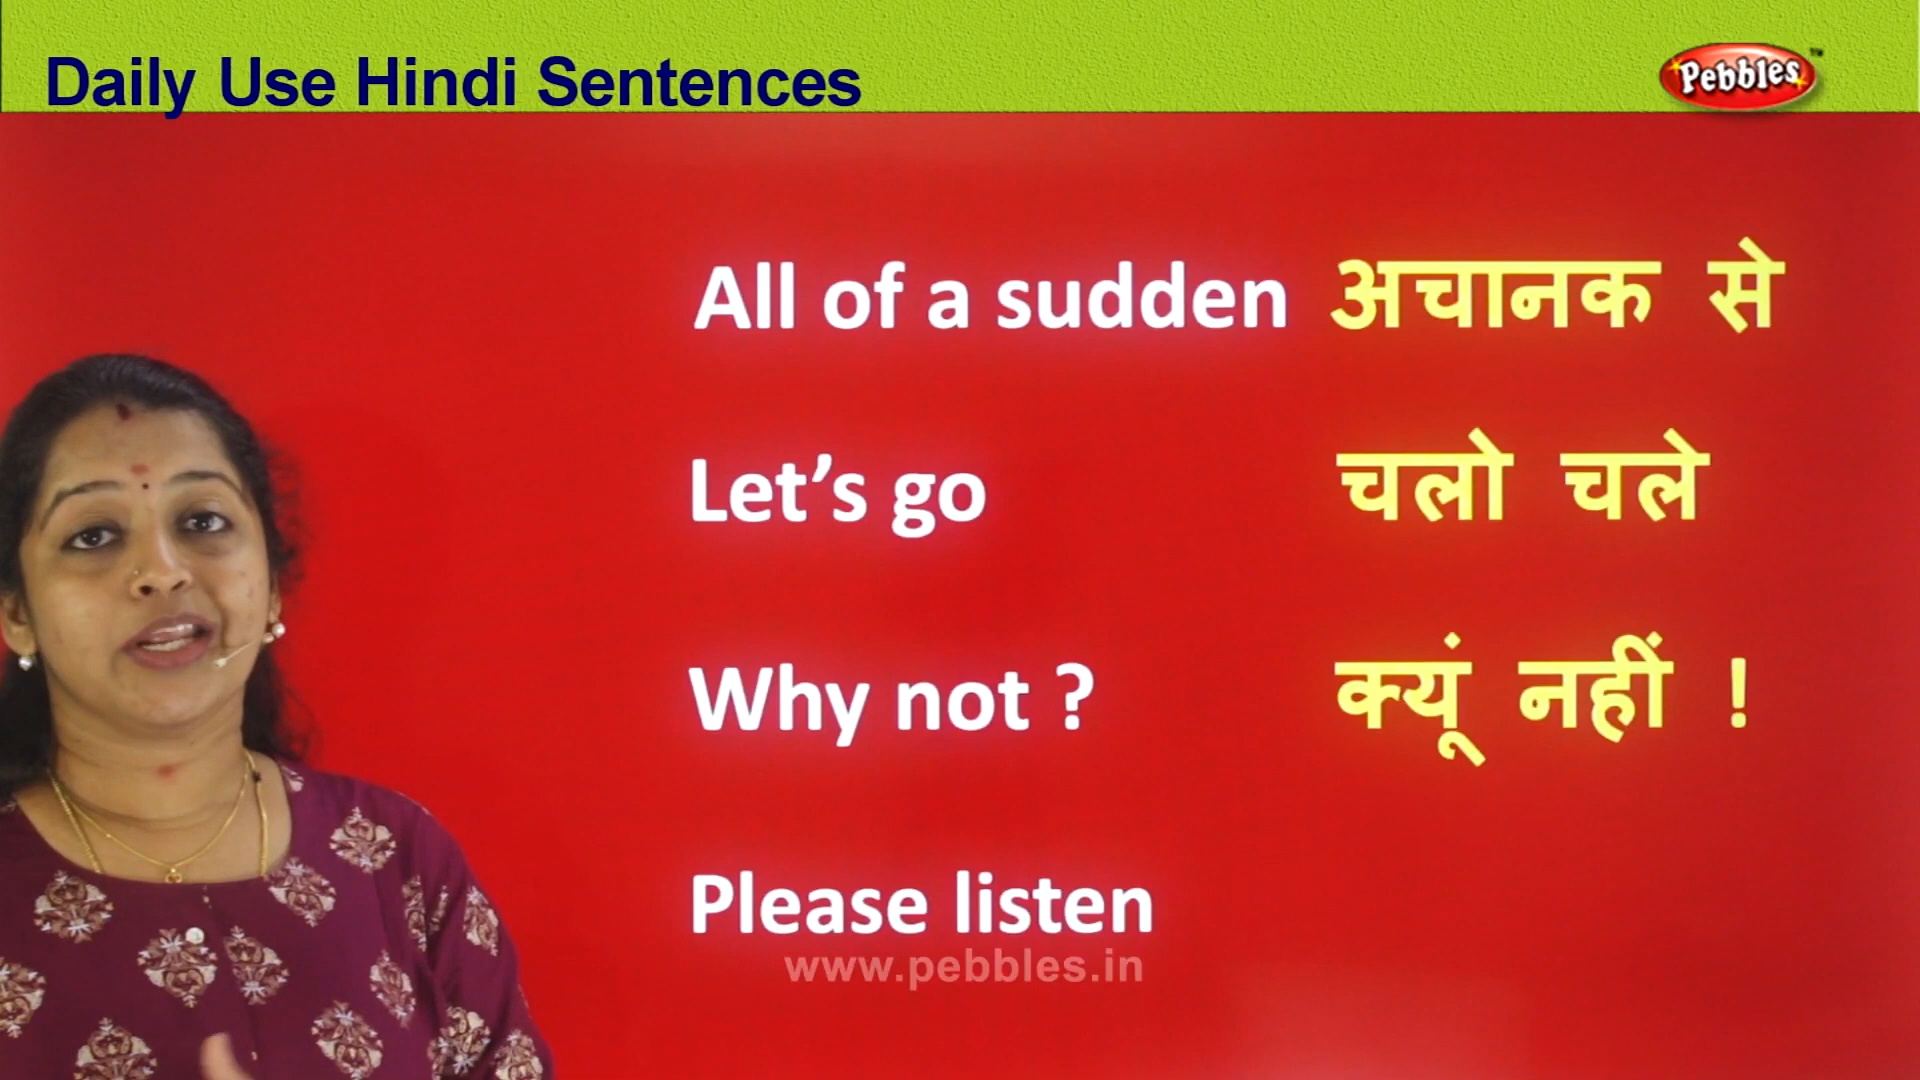 Daily Use Hindi Sentences
Pebbles™
All of a sudden अचानक से
Let’s go चलो चले
Why not ? क्यूं नहीं !
Please listen
www.pebbles.in